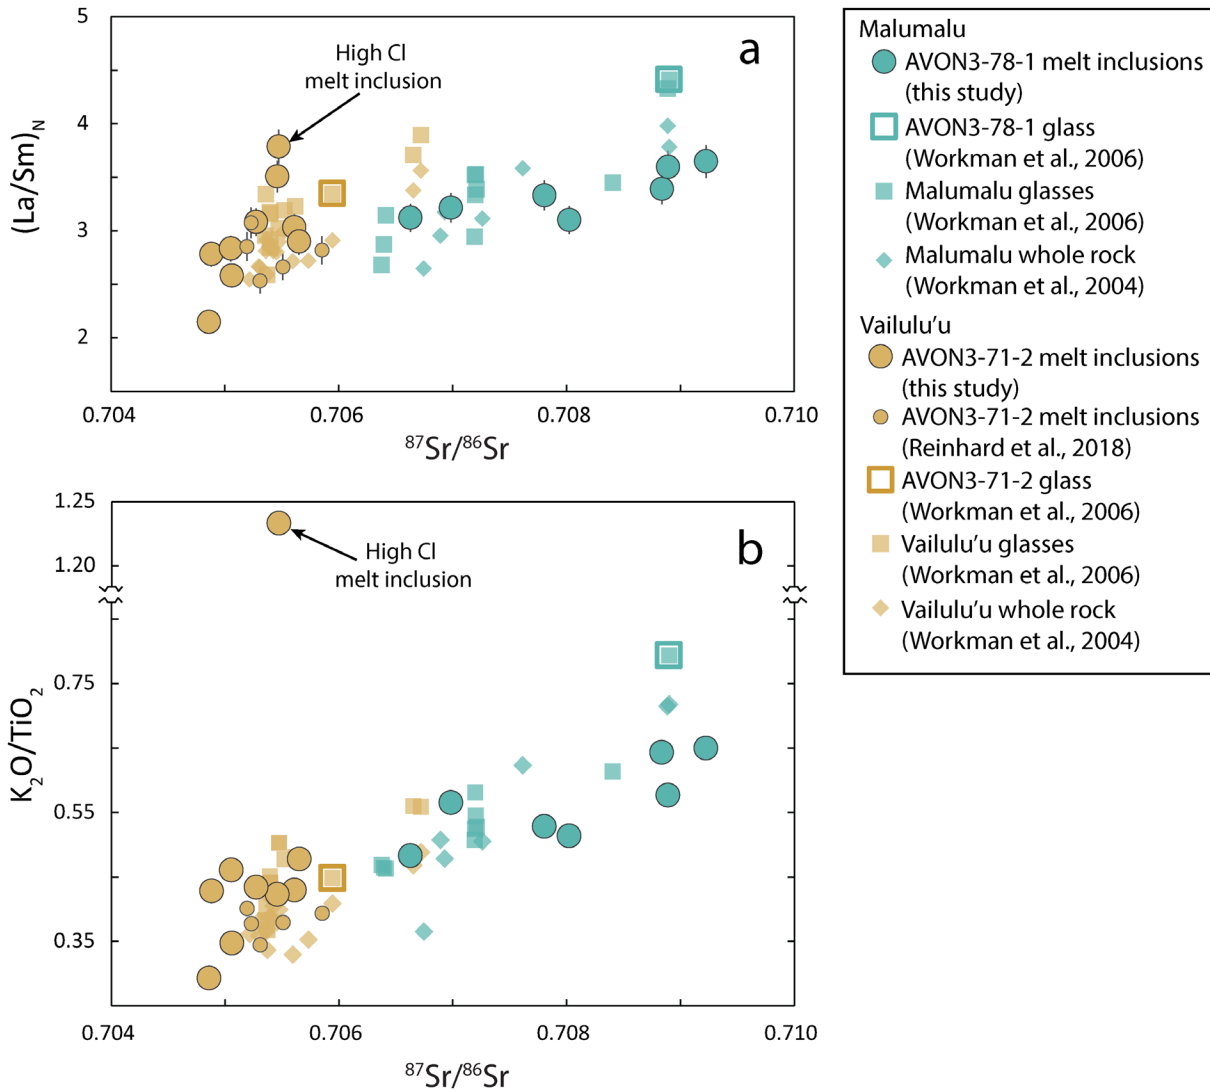 5
4
3
2
(La/Sm)N
a
High Cl
melt inclusion
0.704
0.706
0.708
0.710
87Sr/86Sr
1.25
1.20
0.75
0.55
0.35
K2O/TiO2
b
High Cl
melt inclusion
0.704
0.706
0.708
0.710
87Sr/86Sr
Malumalu
AVON3-78-1 melt inclusions
(this study)
AVON3-78-1 glass
(Workman et al., 2006)
Malumalu glasses
(Workman et al., 2006)
Malumalu whole rock
(Workman et al., 2004)
Vailulu’u
AVON3-71-2 melt inclusions
(this study)
AVON3-71-2 melt inclusions
(Reinhard et al., 2018)
AVON3-71-2 glass
(Workman et al., 2006)
Vailulu’u glasses
(Workman et al., 2006)
Vailulu’u whole rock
(Workman et al., 2004)